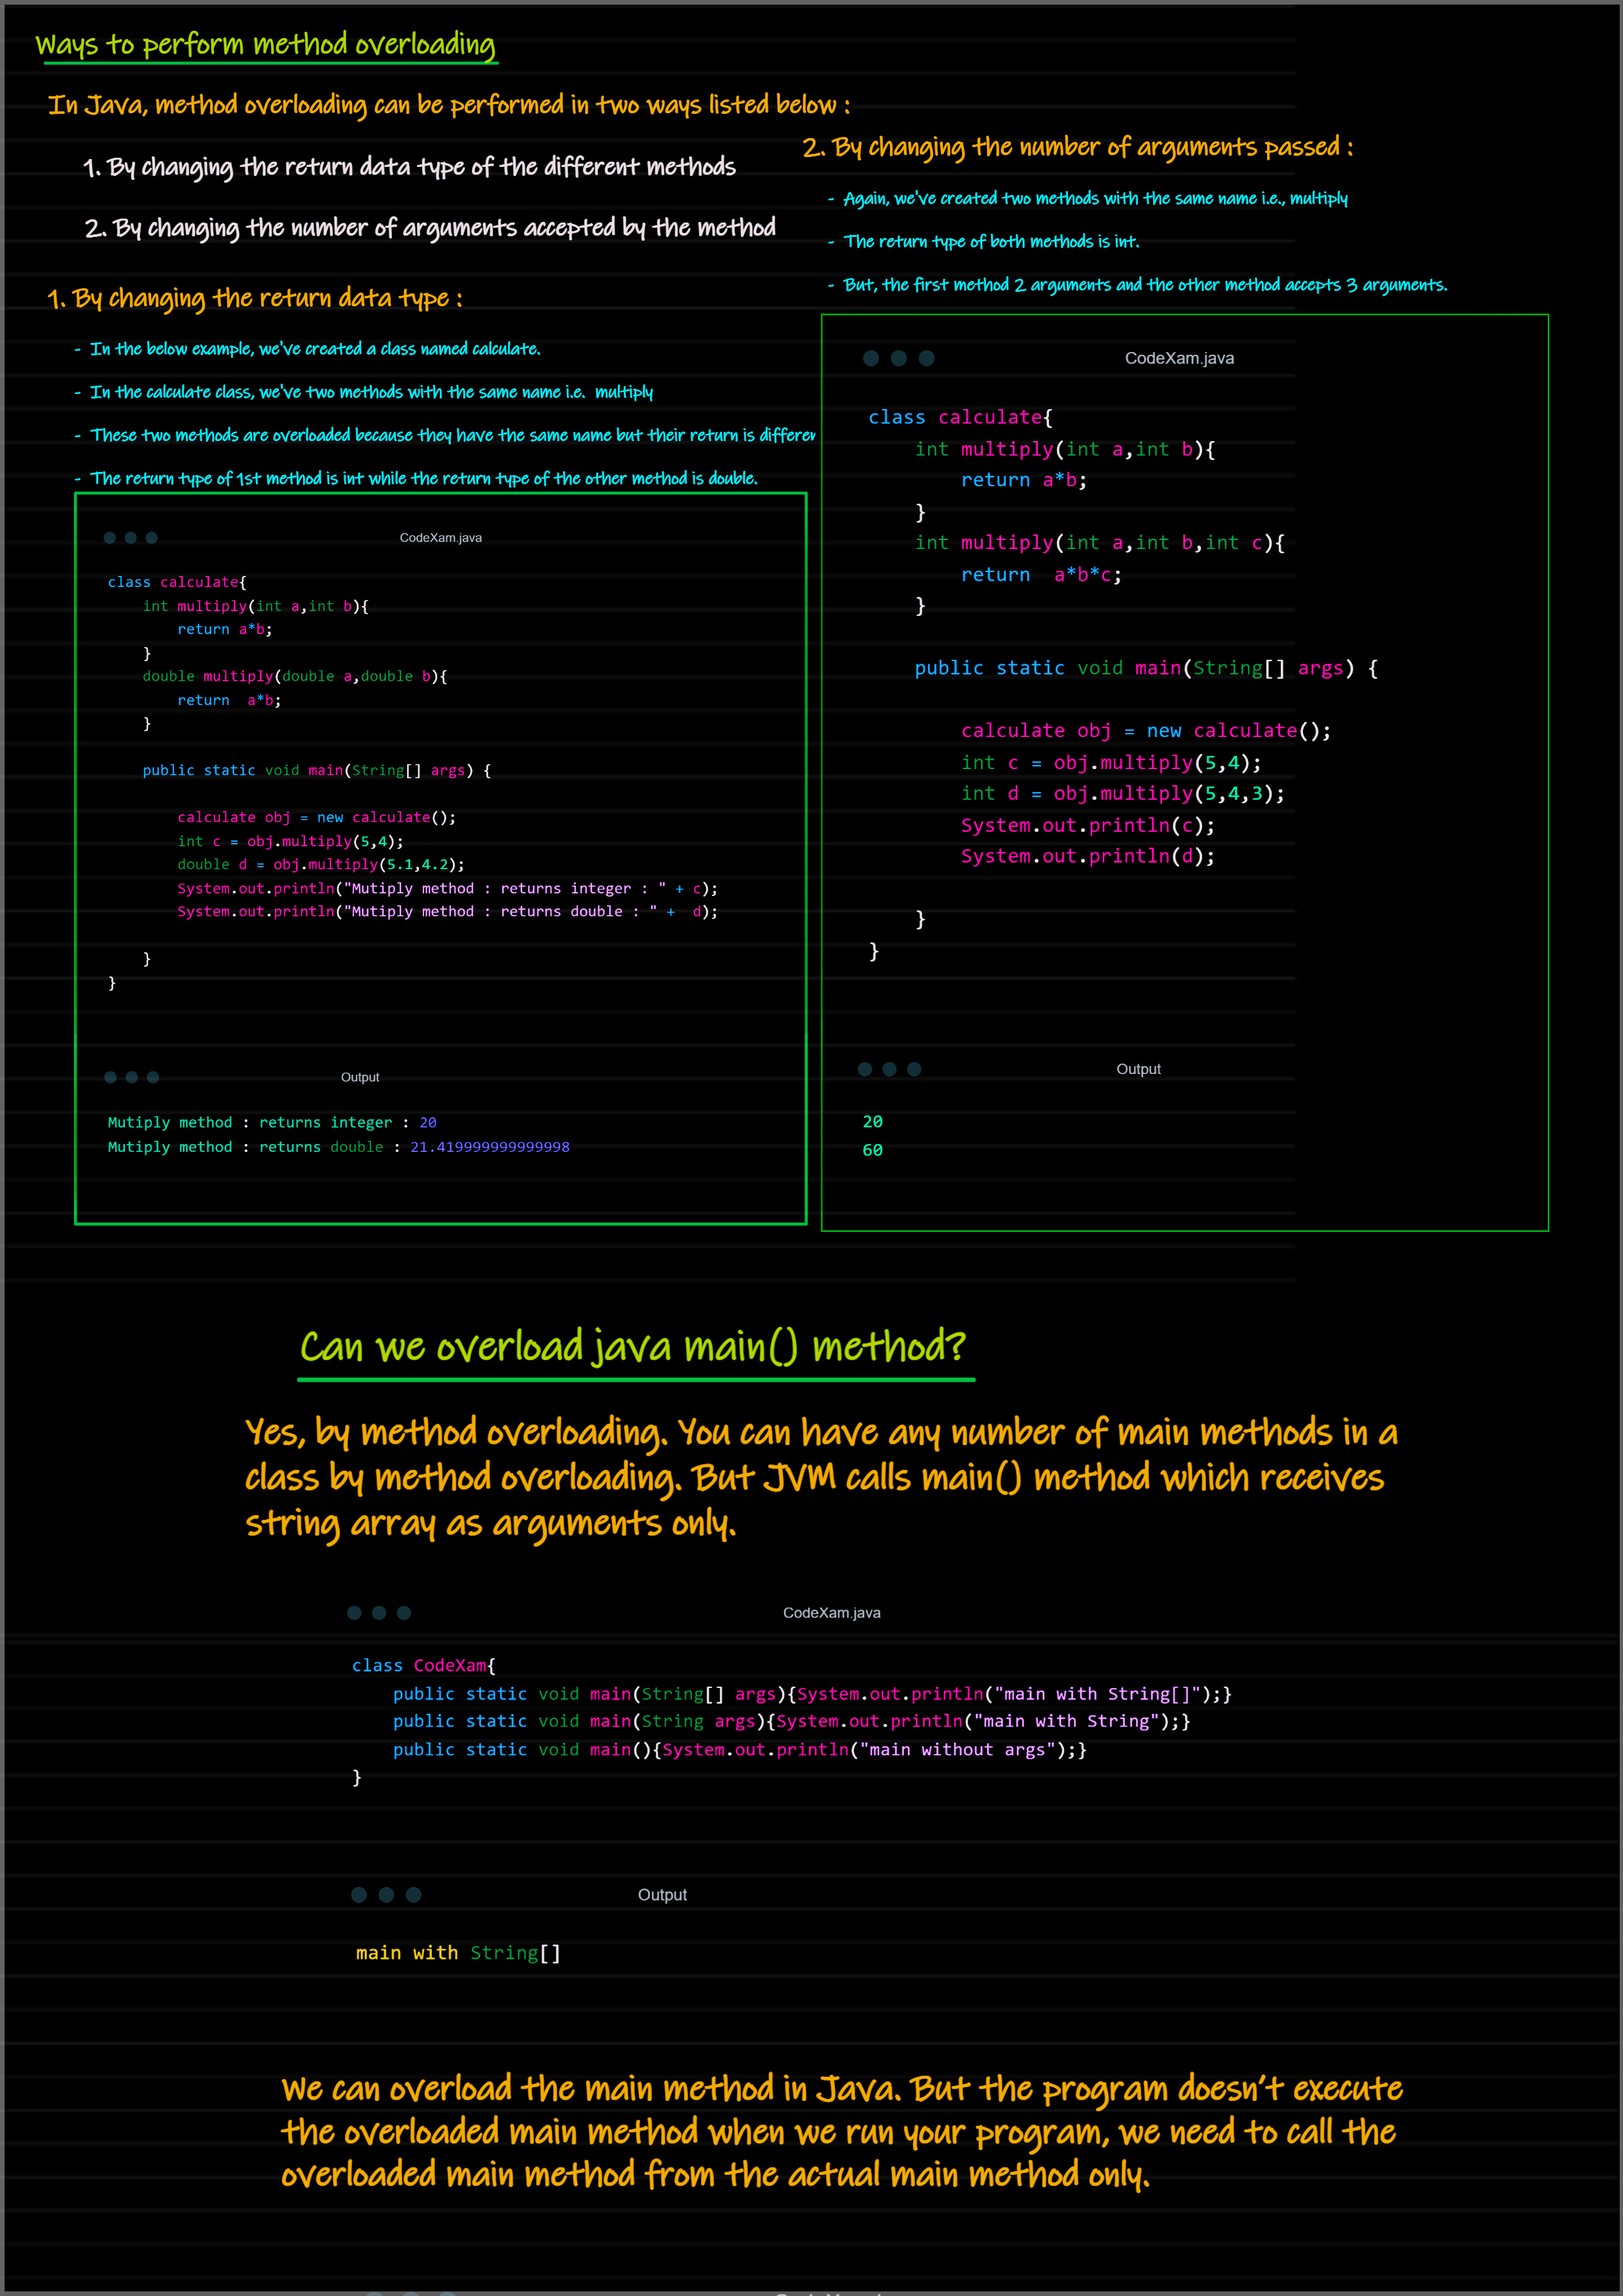 Ways to perform method overloading
In Java, method overloading can be performed in two ways listed below :
1. By changing the return data type of the different methods
2. By changing the number of arguments accepted by the method
1. By changing the return data type :
- In the below example, we've created a class named calculate.
- In the calculate class, we've two methods with the same name i.e. multiply
- These two methods are overloaded because they have the same name but their return is differen
- The return type of 1st method is int while the return type of the other method is double.
CodeXam.java
class calculate{
    int multiply(int a,int b){
        return a*b;
    }
    double multiply(double a,double b){
        return  a*b;
    }
    public static void main(String[] args) {
        calculate obj = new calculate();
        int c = obj.multiply(5,4);
        double d = obj.multiply(5.1,4.2);
        System.out.println("Mutiply method : returns integer : " + c);
        System.out.println("Mutiply method : returns double : " +  d);
    }
}
Output
Mutiply method : returns integer : 20
Mutiply method : returns double : 21.419999999999998
2. By changing the number of arguments passed :
- Again, we've created two methods with the same name i.e., multiply
- The return type of both methods is int.
- But, the first method 2 arguments and the other method accepts 3 arguments.
CodeXam.java
class calculate{
    int multiply(int a,int b){
        return a*b;
    }
    int multiply(int a,int b,int c){
        return  a*b*c;
    }
    public static void main(String[] args) {
        calculate obj = new calculate();
        int c = obj.multiply(5,4);
        int d = obj.multiply(5,4,3);
        System.out.println(c);
        System.out.println(d);
    }
}
Output
20
60
Can we overload java main() method?
Yes, by method overloading. You can have any number of main methods in a
class by method overloading. But JVM calls main() method which receives
string array as arguments only.
CodeXam.java
class CodeXam{
    public static void main(String[] args){System.out.println("main with String[]");}
    public static void main(String args){System.out.println("main with String");}
    public static void main(){System.out.println("main without args");}
}
Output
main with String[]
We can overload the main method in Java. But the program doesn't execute
the overloaded main method when we run your program, we need to call the
overloaded main method from the actual main method only.